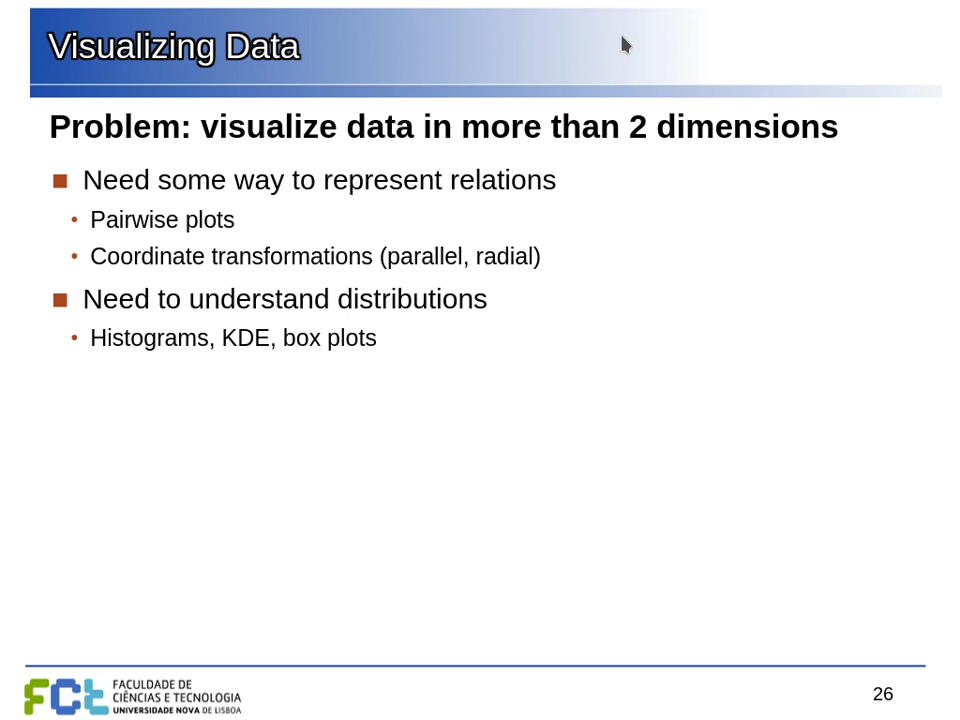 Visualizing Data
Problem: visualize data in more than 2 dimensions
Need some way to represent relations
Pairwise plots
Coordinate transformations (parallel, radial)
Need to understand distributions
Histograms, KDE, box plots
FCt
FACULDADE DE
CIÊNCIAS E TECNOLOGIA
UNIVERSIDADE NOVA DE LISBOA
26